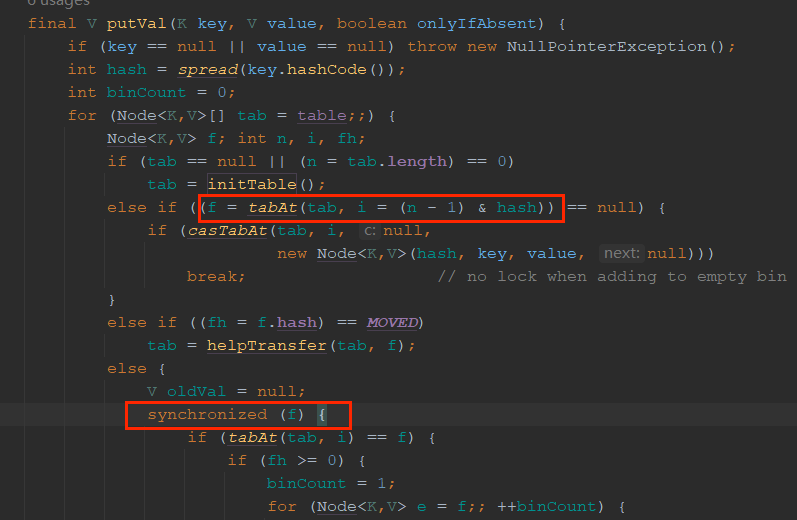 6 usages
final V putVal(K key, V value, boolean onlyIfAbsent) {
if (key == null || value == null) throw new NullPointerException();
int hash = spread(key.hashCode());
int binCount = 0;
for (Node<K,V>[] tab = table;;) {
Node<K,V> f; int n, i, fh;
if (tab == null || (n = tab.length) == 0)
tab = initTable();
else if ((f = tabAt(tab, i = (n - 1) & hash)) == null) {
if (casTabAt(tab, i, c: null,
new Node<K,V>(hash, key, value, next: null)))
break; // no lock when adding to empty bin
}
else if ((fh = f.hash) == MOVED)
tab = helpTransfer(tab, f);
else {
V oldVal = null;
synchronized (f) {
if (tabAt(tab, i) == f) {
if (fh >= 0) {
binCount = 1;
for (Node<K,V> e = f;; ++binCount) {